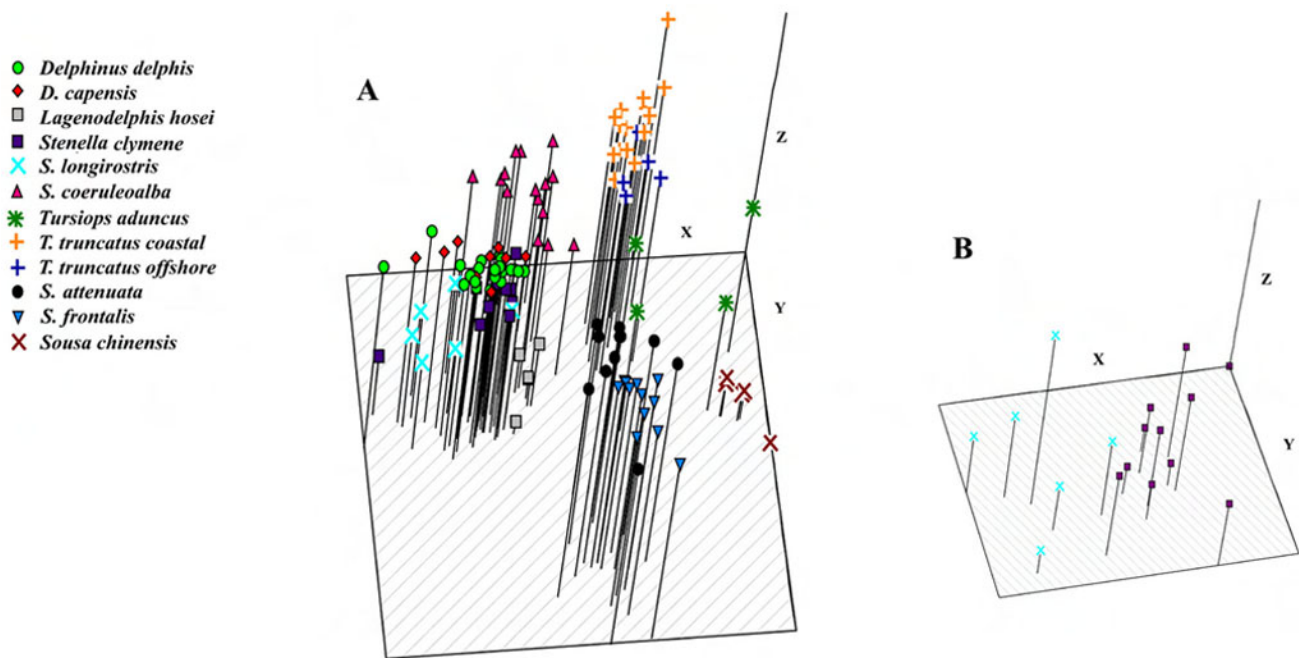 Delphinus delphis
D. capensis
Lagenodelphis hosei
Stenella clymene
S. longirostris
S. coeruleoalba
Tursiops aduncus
T. truncatus coastal
T. truncatus offshore
S. attenuata
S. frontalis
Sousa chinensis
A
Z
X
Y
B
Z
X
Y